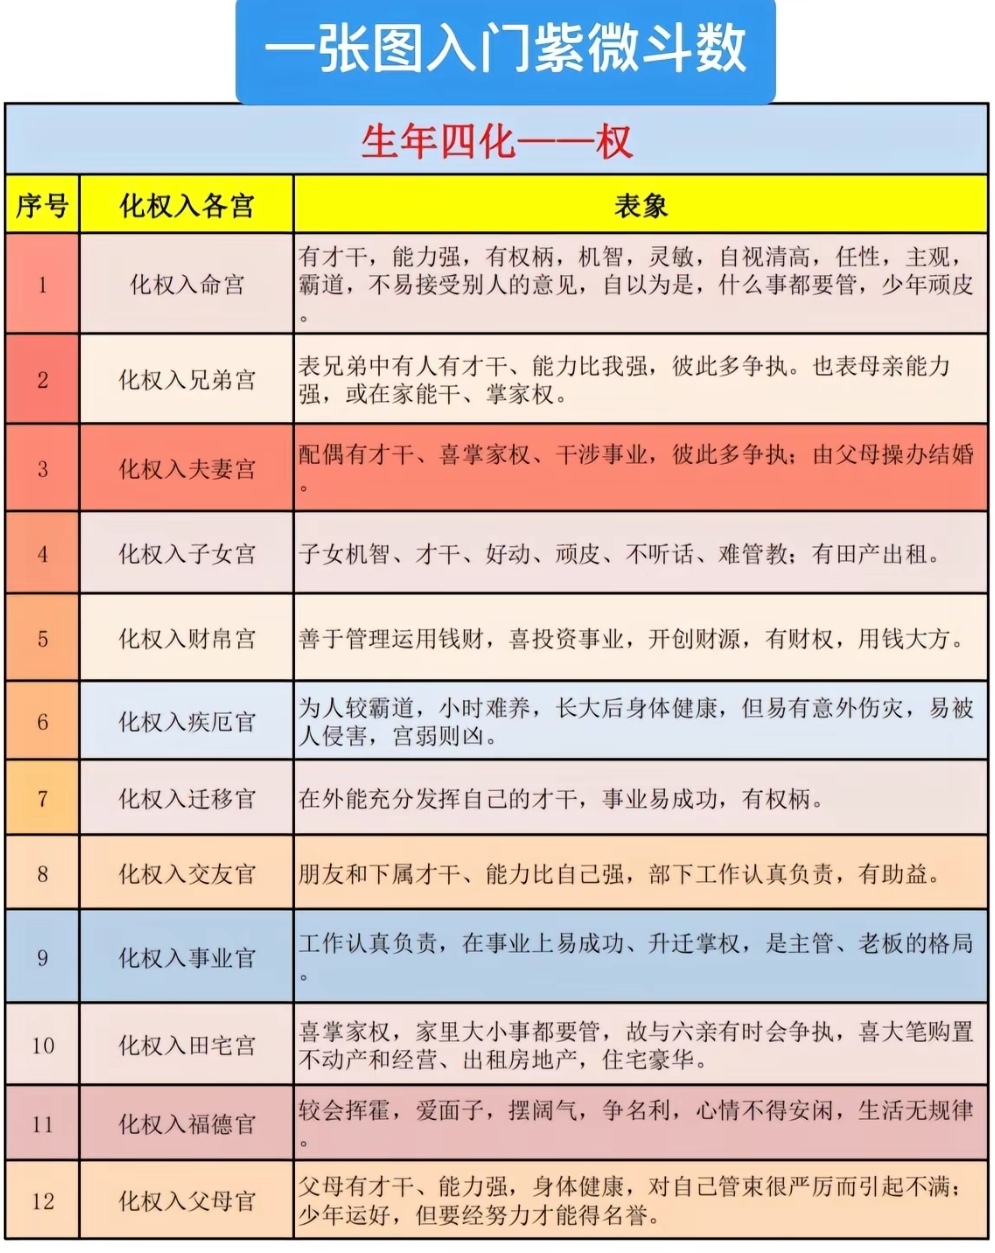 一张图入门紫微斗数
生年四化——权
序号 化权入各宫 表象
1 化权入命宫 有才干，能力强，有权柄，机智，灵敏，自视清高，任性，主观，
霸道，不易接受别人的意见，自以为是，什么事都要管，少年顽皮
。
2 化权入兄弟宫 表兄弟中有人有才干、能力比我强，彼此多争执。也表母亲能力
强，或在家能干、掌家权。
3 化权入夫妻宫 配偶有才干、喜掌家权、干涉事业，彼此多争执；由父母操办结婚
。
4 化权入子女宫 子女机智、才干、好动、顽皮、不听话、难管教；有田产出租。
5 化权入财帛宫 善于管理运用钱财，喜投资事业，开创财源，有财权，用钱大方。
6 化权入疾厄官 为人较霸道，小时难养，长大后身体健康，但易有意外伤灾，易被
人侵害，宫弱则凶。
7 化权入迁移官 在外能充分发挥自己的才干，事业易成功，有权柄。
8 化权入交友官 朋友和下属才干、能力比自己强，部下工作认真负责，有助益。
9 化权入事业官 工作认真负责，在事业上易成功、升迁掌权，是主管、老板的格局
。
10 化权入田宅宫 喜掌家权，家里大小事都要管，故与六亲有时会争执，喜大笔购置
不动产和经营、出租房地产，住宅豪华。
11 化权入福德官 较会挥霍，爱面子，摆阔气，争名利，心情不得安闲，生活无规律
。
12 化权入父母官 父母有才干、能力强，身体健康，对自己管束很严厉而引起不满；
少年运好，但要经努力才能得名誉。